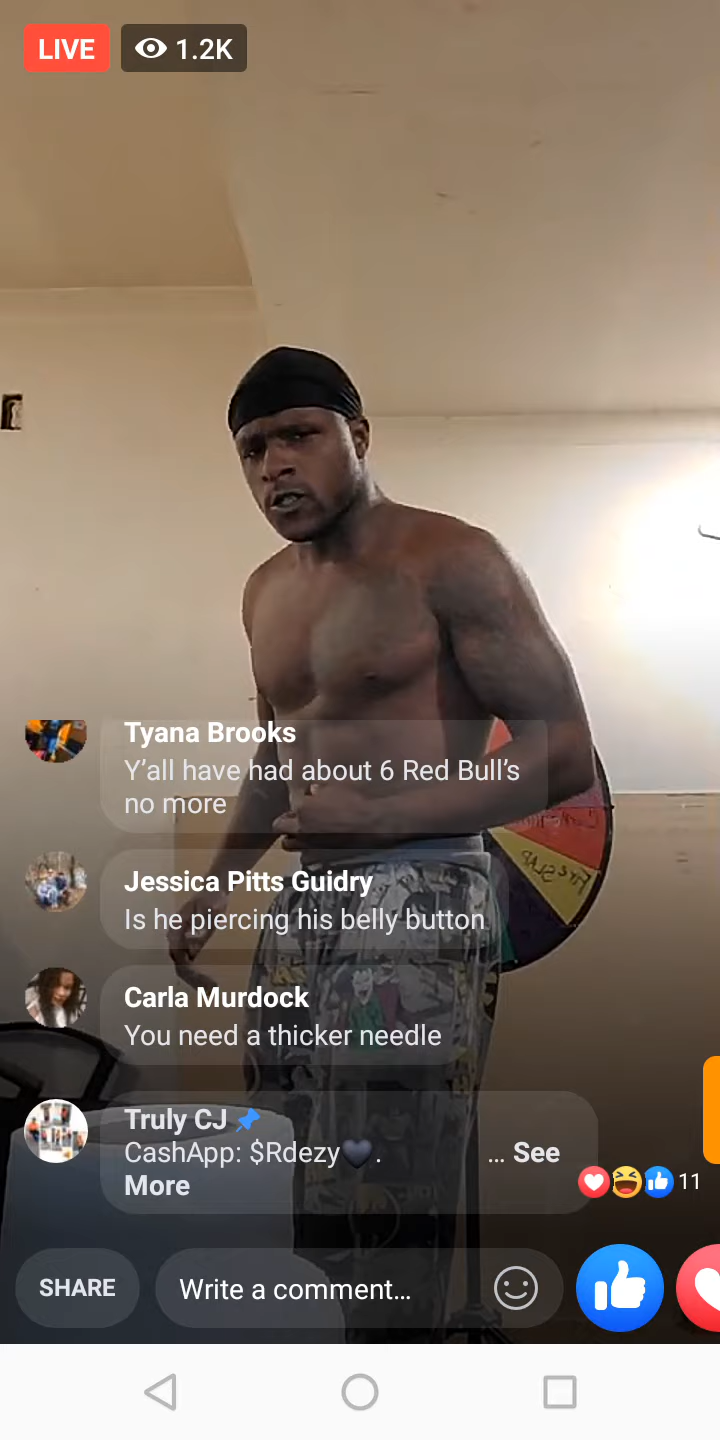 LIVE 1.2K
Tyana Brooks
Y’all have had about 6 Red Bull’s
no more
Jessica Pitts Guidry
Is he piercing his belly button
Carla Murdock
You need a thicker needle
Truly CJ
CashApp: $Rdezy🖤. ... See
More
11
SHARE Write a comment...